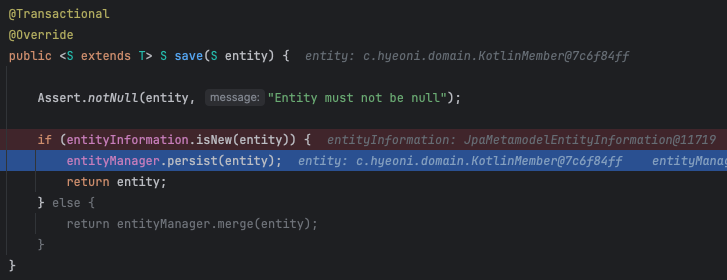 @Transactional
@Override
public <S extends T> S save(S entity) {  entity: c.hyeoni.domain.KotlinMember@7c6f84ff
Assert.notNull(entity, message: "Entity must not be null");
if (entityInformation.isNew(entity)) {  entityInformation: JpaMetamodelEntityInformation@11719
entityManager.persist(entity);  entity: c.hyeoni.domain.KotlinMember@7c6f84ff  entityManag
return entity;
} else {
return entityManager.merge(entity);
}
}